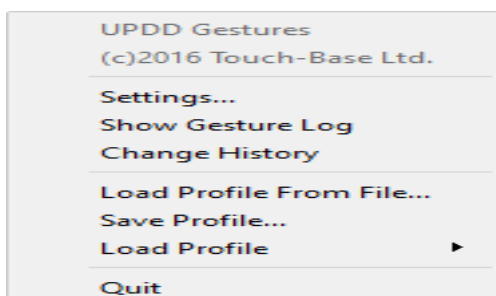 UPDD Gestures
(c)2016 Touch-Base Ltd.
Settings...
Show Gesture Log
Change History
Load Profile From File...
Save Profile...
Load Profile
Quit